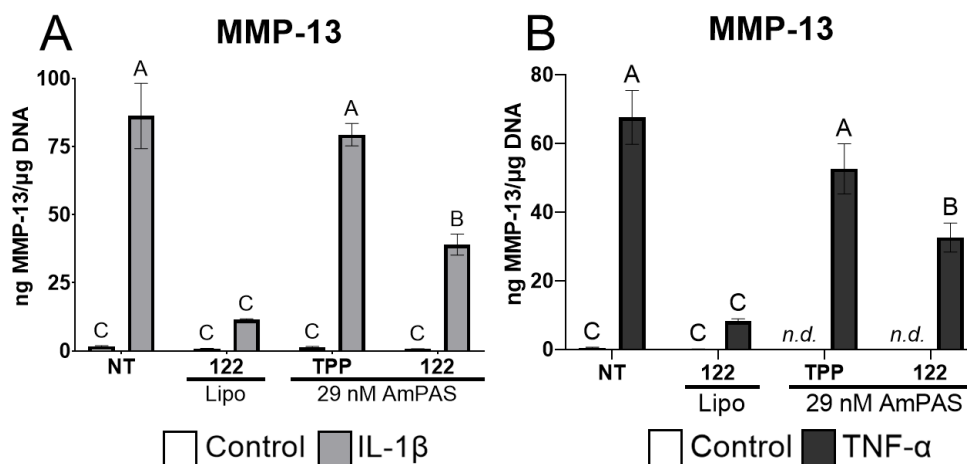 A
MMP-13
ng MMP-13/µg DNA
100
75
50
25
0
C
A
C
C
C
A
C
B
NT
122
TPP
122
Lipo
29 nM AmPAS
Control
IL-1β
B
MMP-13
ng MMP-13/µg DNA
80
60
40
20
0
C
A
C
C
n.d.
A
n.d.
B
NT
122
TPP
122
Lipo
29 nM AmPAS
Control
TNF-α